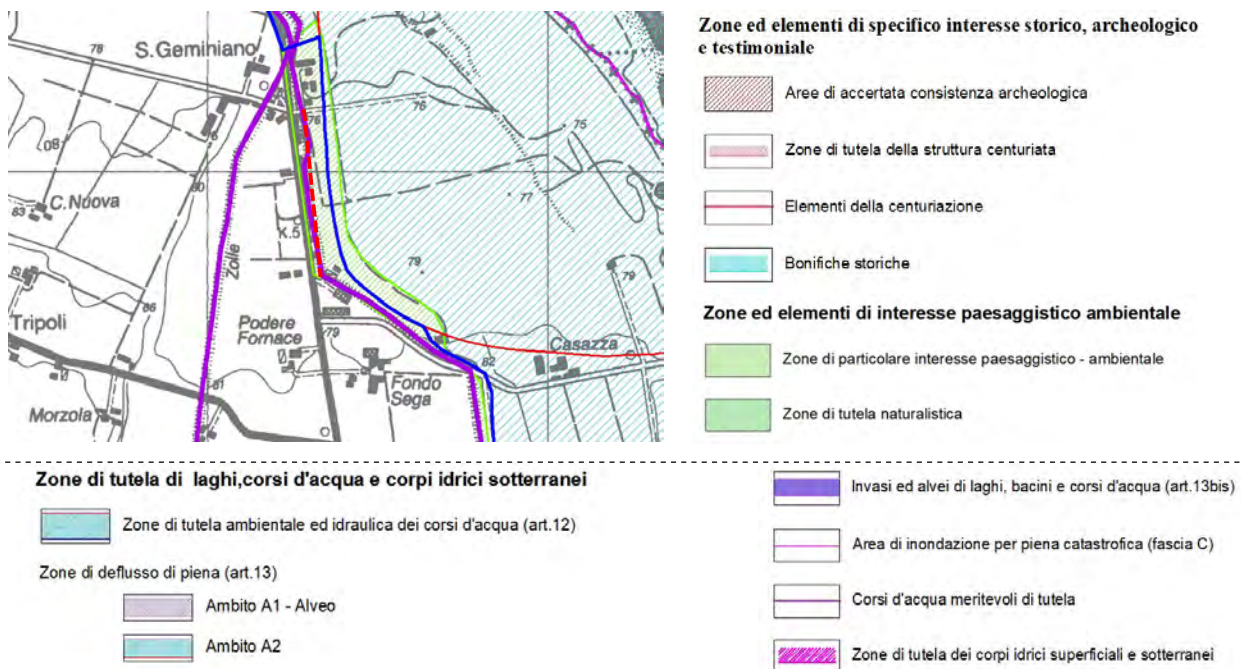 78
S.Geminiano
76
76
75
80
80
77
C.Nuova
83
K.5
Zolle
79
79
86
Tripoli
Podere
Fornace
79
82
Casazza
81
Fondo
Sega
Morzola
Zone ed elementi di specifico interesse storico, archeologico
e testimoniale
Aree di accertata consistenza archeologica
Zone di tutela della struttura centuriata
Elementi della centuriazione
Bonifiche storiche
Zone ed elementi di interesse paesaggistico ambientale
Zone di particolare interesse paesaggistico - ambientale
Zone di tutela naturalistica
Zone di tutela di laghi,corsi d'acqua e corpi idrici sotterranei
Zone di tutela ambientale ed idraulica dei corsi d'acqua (art.12)
Zone di deflusso di piena (art.13)
Ambito A1 - Alveo
Ambito A2
Invasi ed alvei di laghi, bacini e corsi d'acqua (art.13bis)
Area di inondazione per piena catastrofica (fascia C)
Corsi d'acqua meritevoli di tutela
Zone di tutela dei corpi idrici superficiali e sotterranei